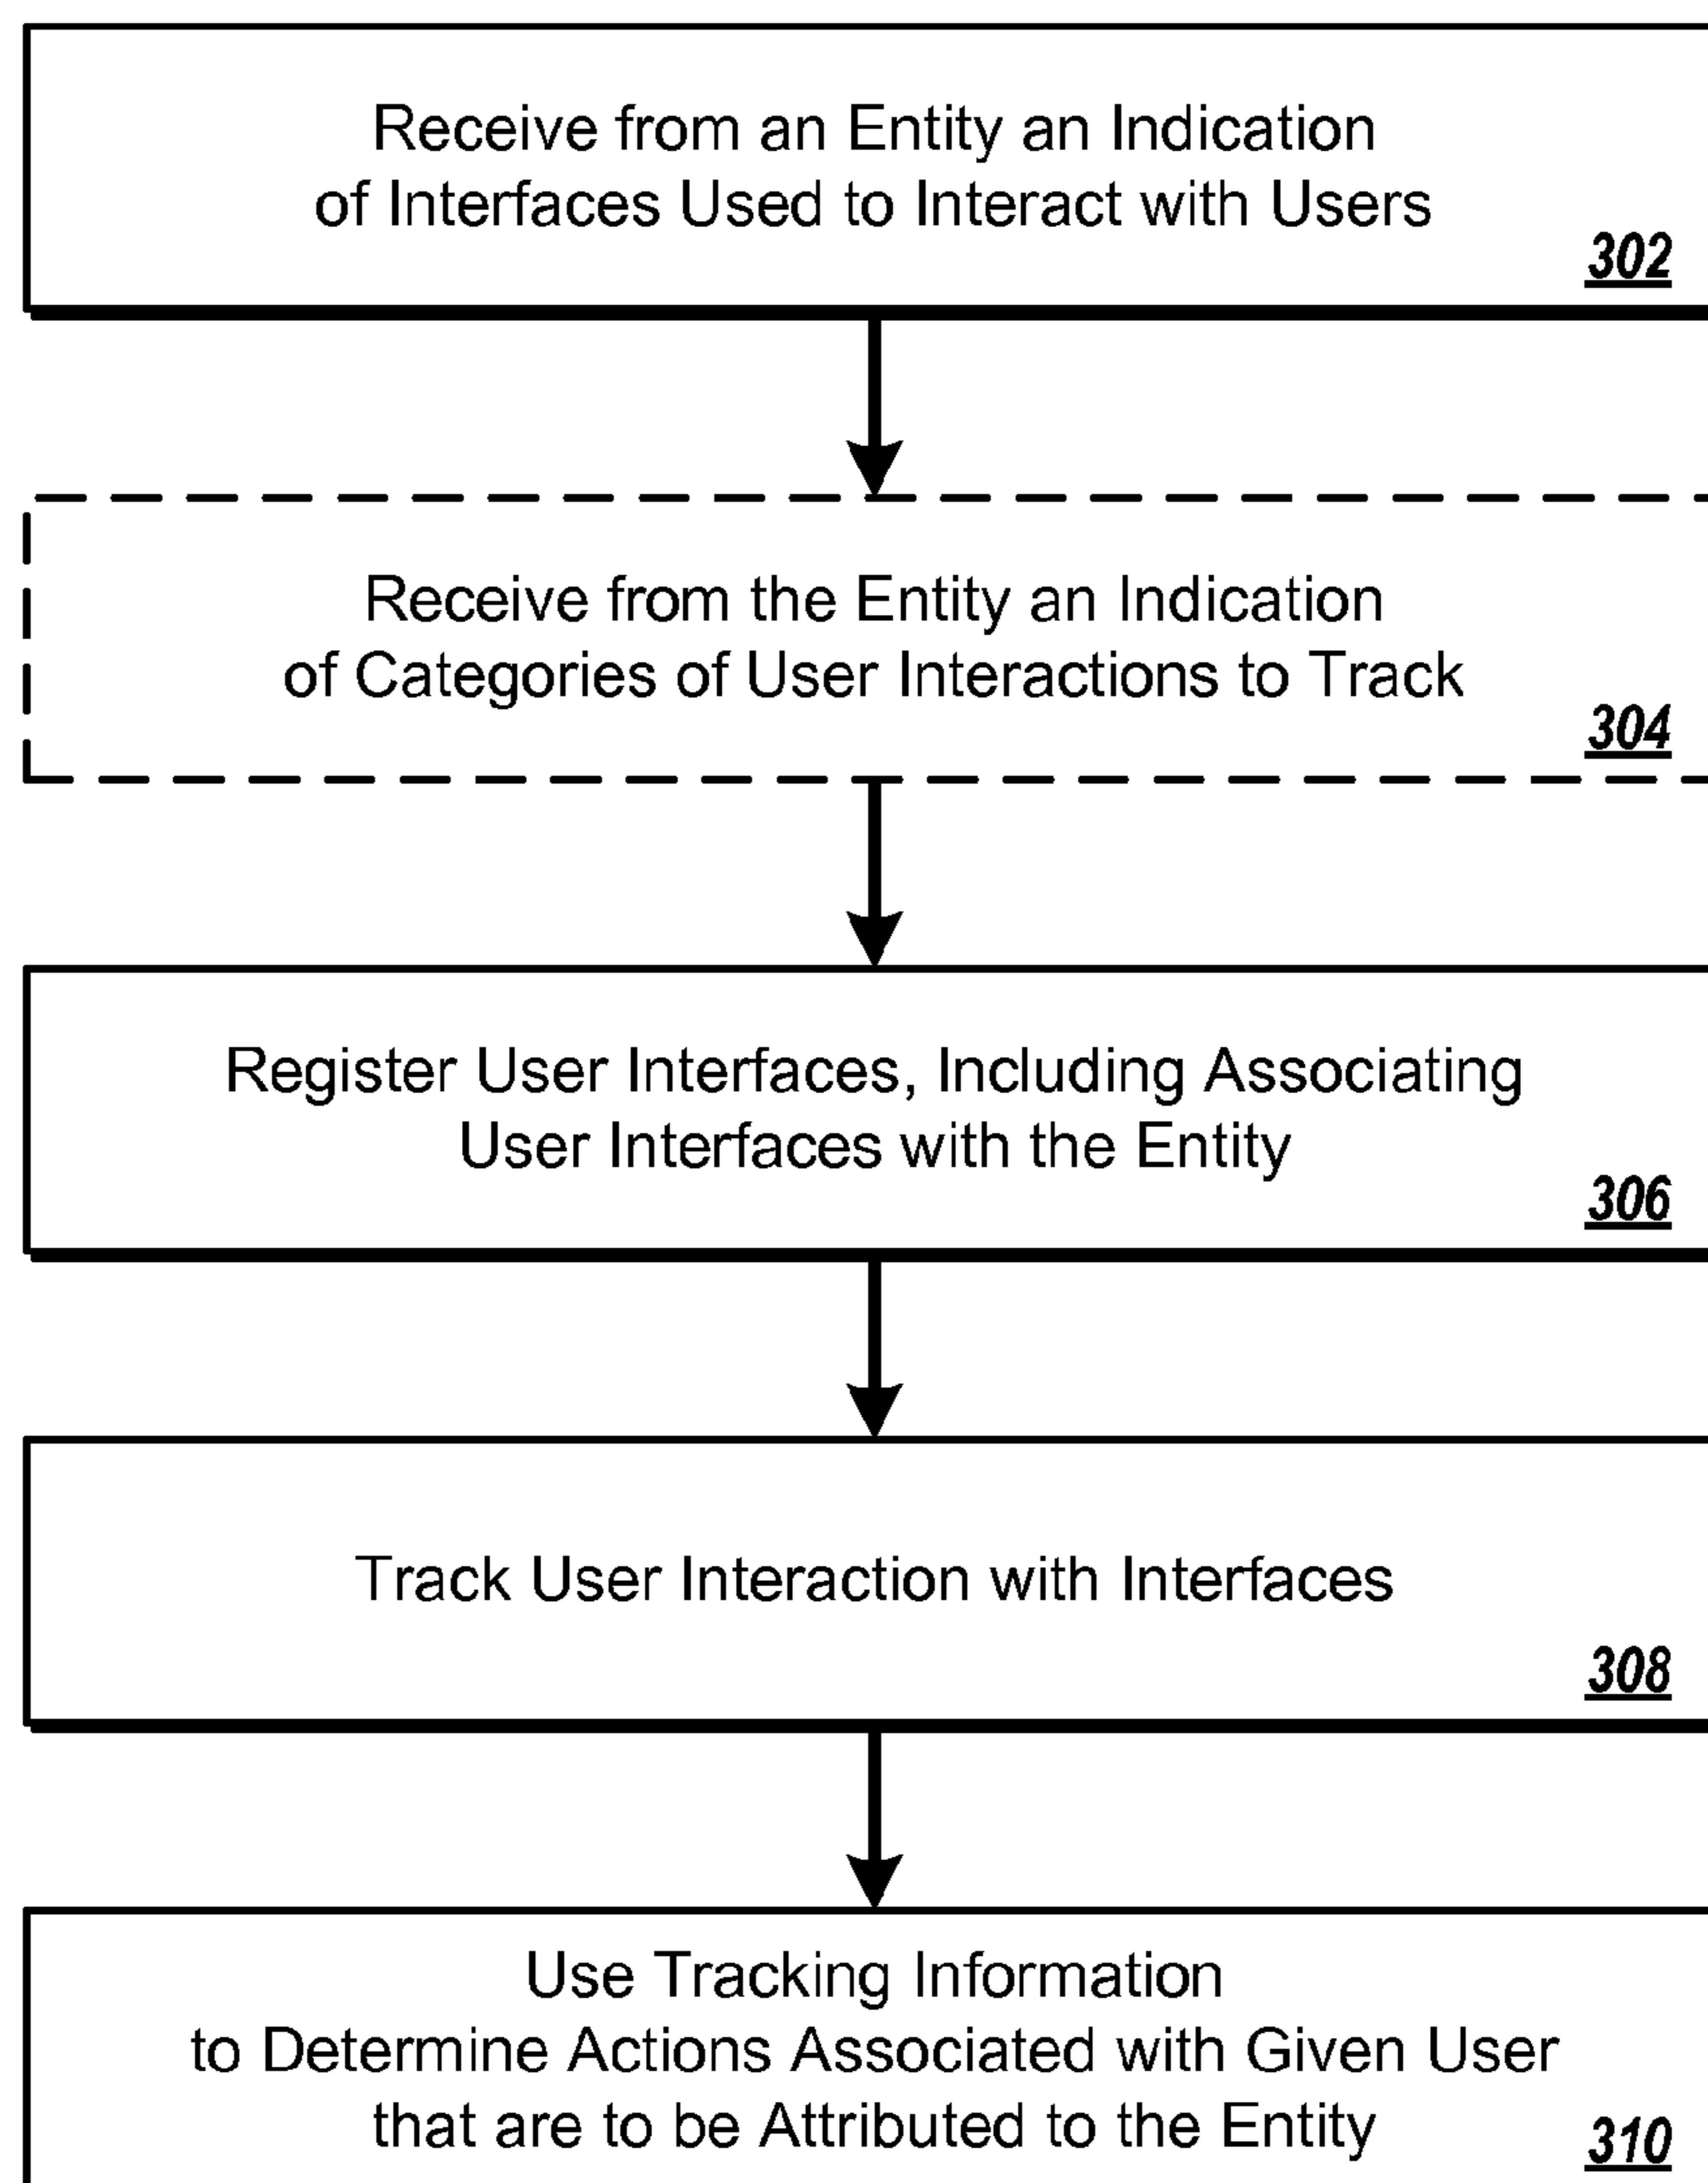 Receive from an Entity an Indication
of Interfaces Used to Interact with Users
302
Receive from the Entity an Indication
of Categories of User Interactions to Track
304
Register User Interfaces, Including Associating
User Interfaces with the Entity
306
Track User Interaction with Interfaces
308
Use Tracking Information
to Determine Actions Associated with Given User
that are to be Attributed to the Entity
310